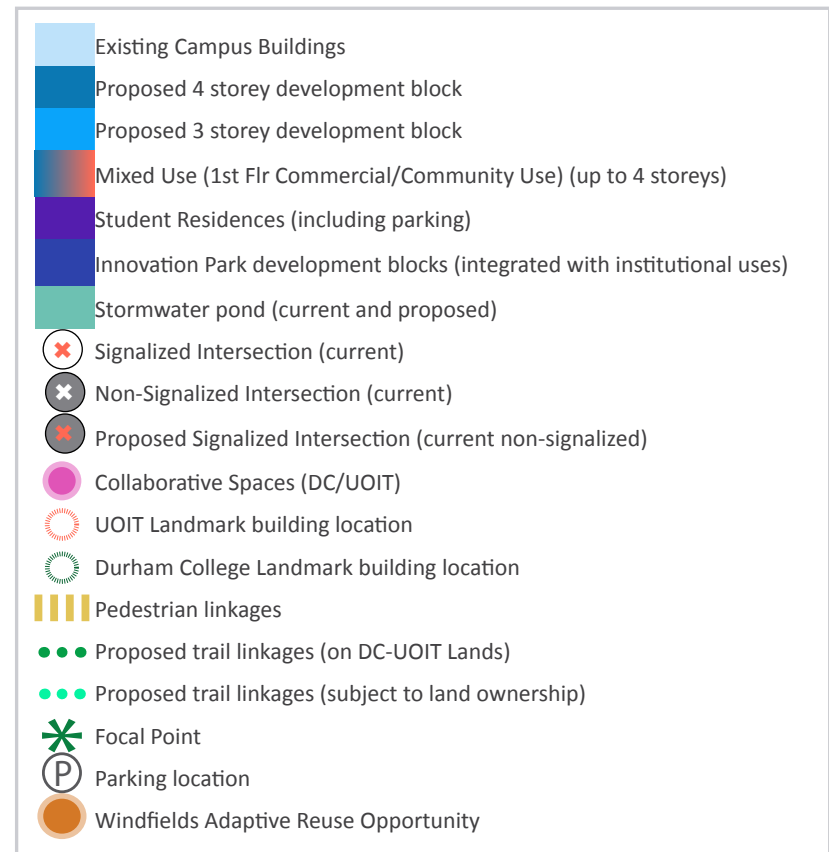 Existing Campus Buildings
Proposed 4 storey development block
Proposed 3 storey development block
Mixed Use (1st Flr Commercial/Community Use) (up to 4 storeys)
Student Residences (including parking)
Innovation Park development blocks (integrated with institutional uses)
Stormwater pond (current and proposed)
Signalized Intersection (current)
Non-Signalized Intersection (current)
Proposed Signalized Intersection (current non-signalized)
Collaborative Spaces (DC/UOIT)
UOIT Landmark building location
Durham College Landmark building location
Pedestrian linkages
Proposed trail linkages (on DC-UOIT Lands)
Proposed trail linkages (subject to land ownership)
Focal Point
P Parking location
Windfields Adaptive Reuse Opportunity